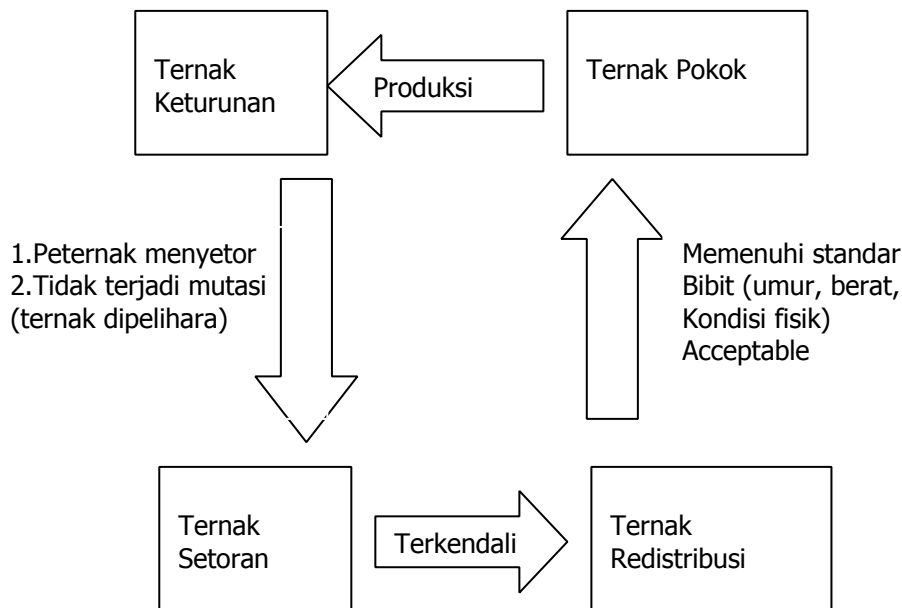 Ternak
Keturunan
Produksi
Ternak Pokok
1.Peternak menyetor
2.Tidak terjadi mutasi
(ternak dipelihara)
Memenuhi standar
Bibit (umur, berat,
Kondisi fisik)
Acceptable
Ternak
Setoran
Terkendali
Ternak
Redistribusi